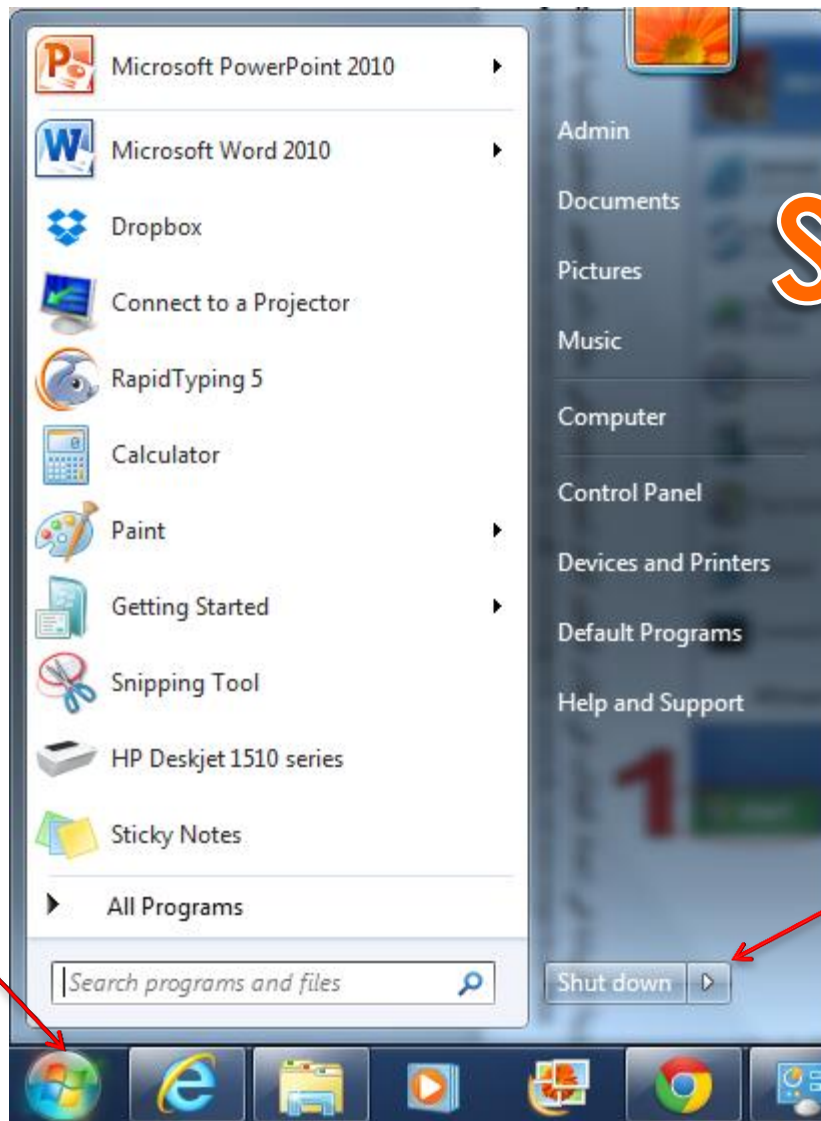 Microsoft PowerPoint 2010
Microsoft Word 2010
Dropbox
Connect to a Projector
RapidTyping 5
Calculator
Paint
Getting Started
Snipping Tool
HP Deskjet 1510 series
Sticky Notes
All Programs
Search programs and files
Admin
Documents
Pictures
Music
Computer
Control Panel
Devices and Printers
Default Programs
Help and Support
1
Shut down
S